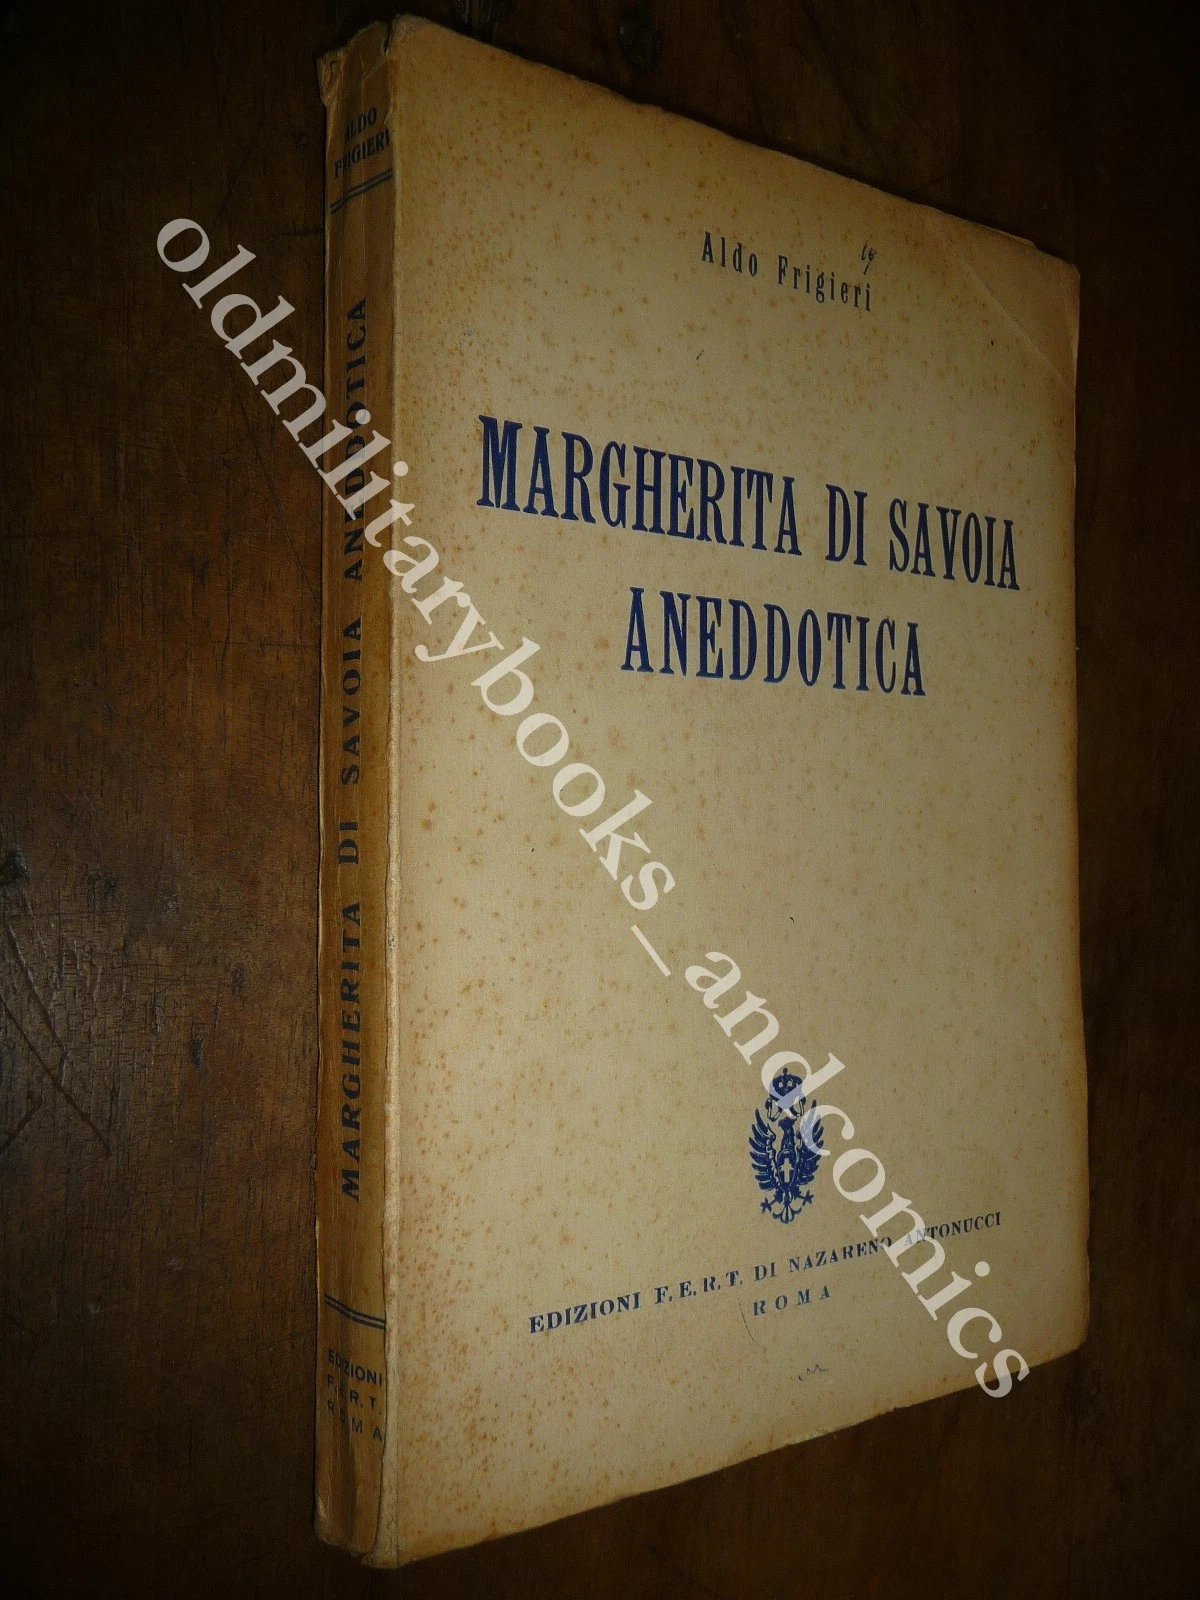 Aldo Frigieri
MARGHERITA DI SAVOIA
ANEDDOTICA
EDIZIONI F.E.R.T. DI NAZARENO ANTONUCCI
ROMA
ALDO
FRIGIERI
MARGHERITA DI SAVOIA ANEDDOTICA
EDIZIONI
F.E.R.T.
ROMA
oldmilitarybooks_andcomics